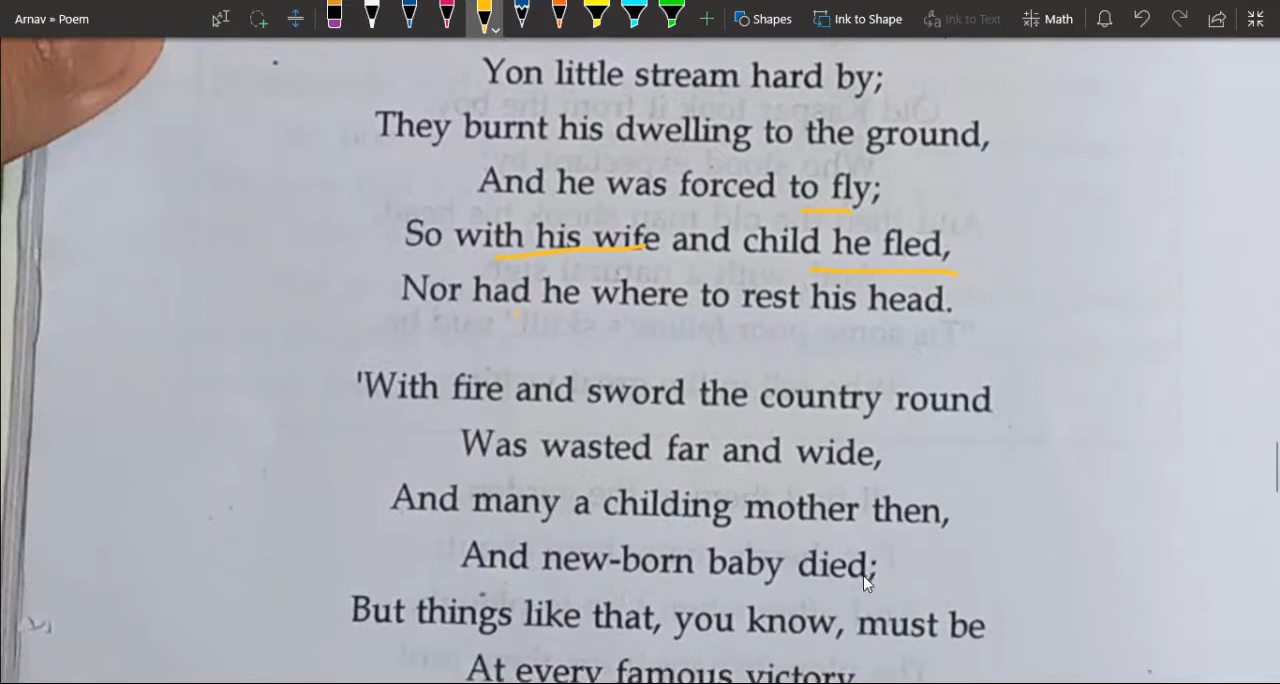 Arnav » Poem
Shapes
Ink to Shape
Ink to Text
Math
Yon little stream hard by;
They burnt his dwelling to the ground,
And he was forced to fly;
So with his wife and child he fled,
Nor had he where to rest his head.
'With fire and sword the country round
Was wasted far and wide,
And many a childing mother then,
And new-born baby died;
But things like that, you know, must be
At every famous victory